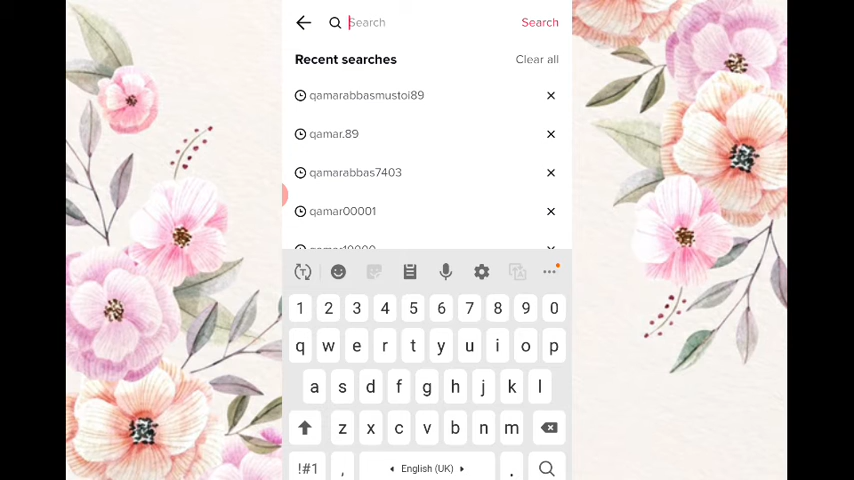 Search Search
Recent searches Clear all
qamarabbasmustoi89
qamar.89
qamarabbas7403
qamar00001
1 2 3 4 5 6 7 8 9 0
q w e r t y u i o p
a s d f g h j k l
z x c v b n m
!#1 , English (UK) .